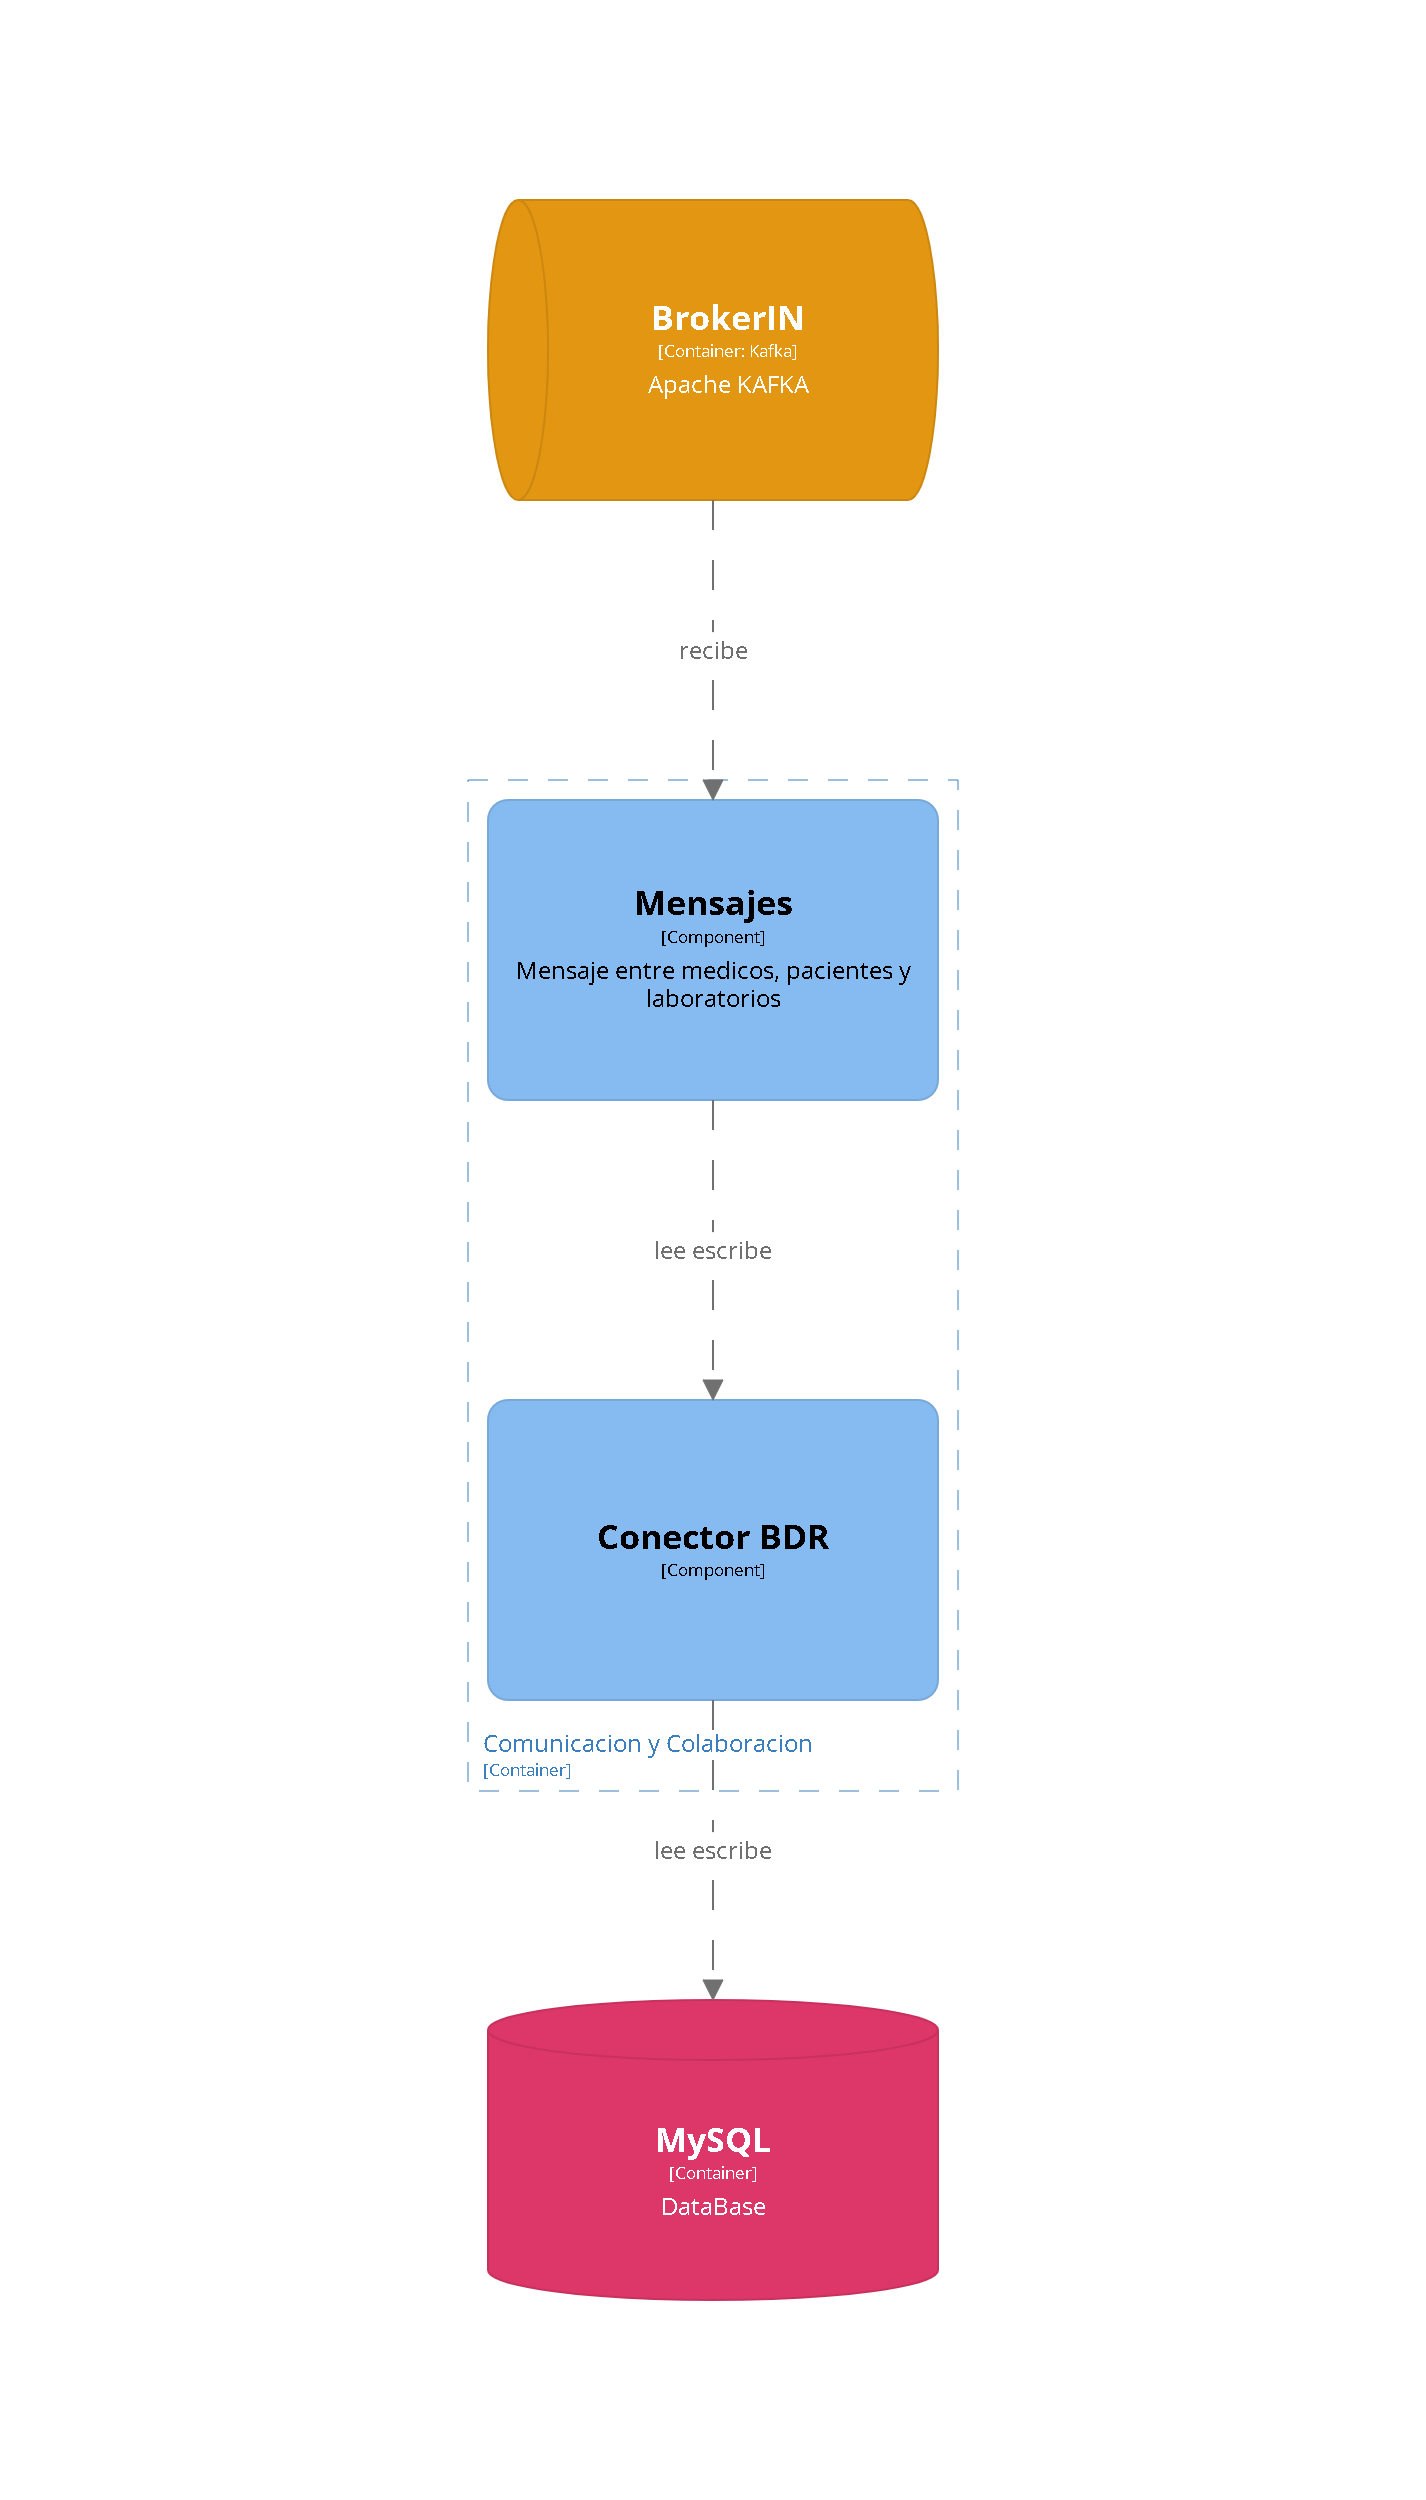 BrokerIN
[Container: Kafka]
Apache KAFKA
recibe
Mensajes
[Component]
Mensaje entre medicos, pacientes y
laboratorios
lee escribe
Conector BDR
[Component]
Comunicacion y Colaboracion
[Container]
lee escribe
MySQL
[Container]
DataBase